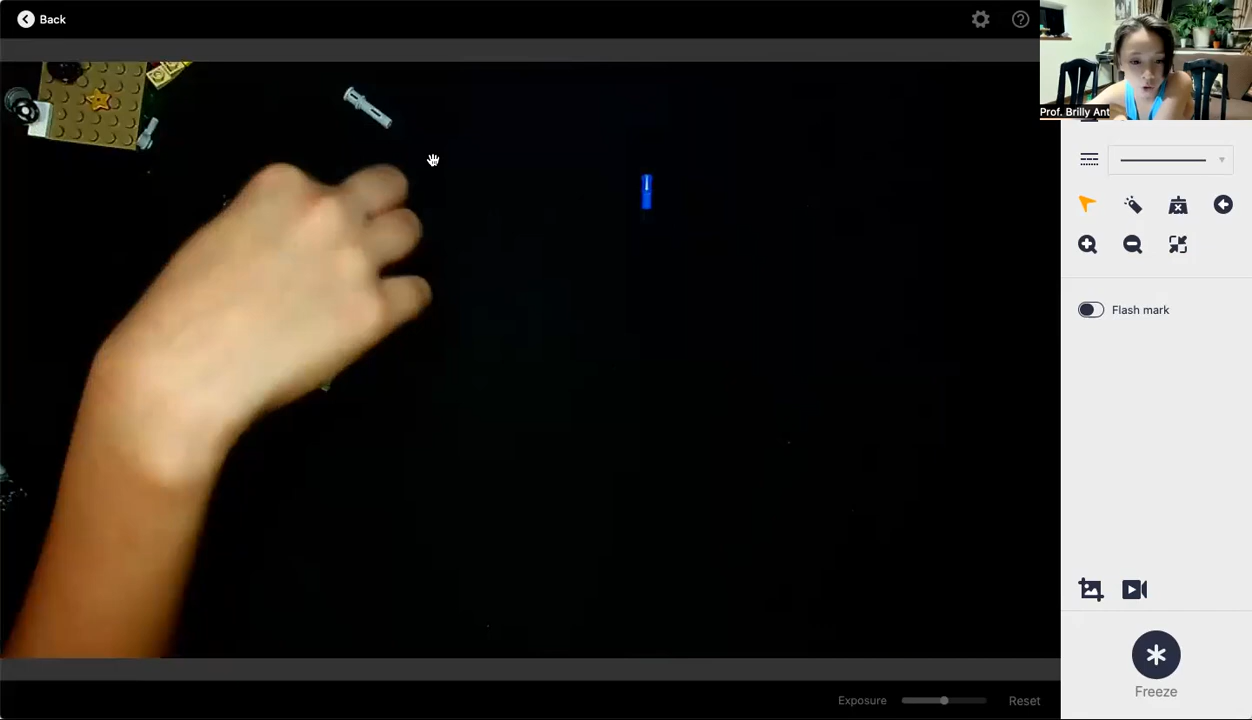 Back
Prof. Brilly Ant
Flash mark
Freeze
Exposure
Reset